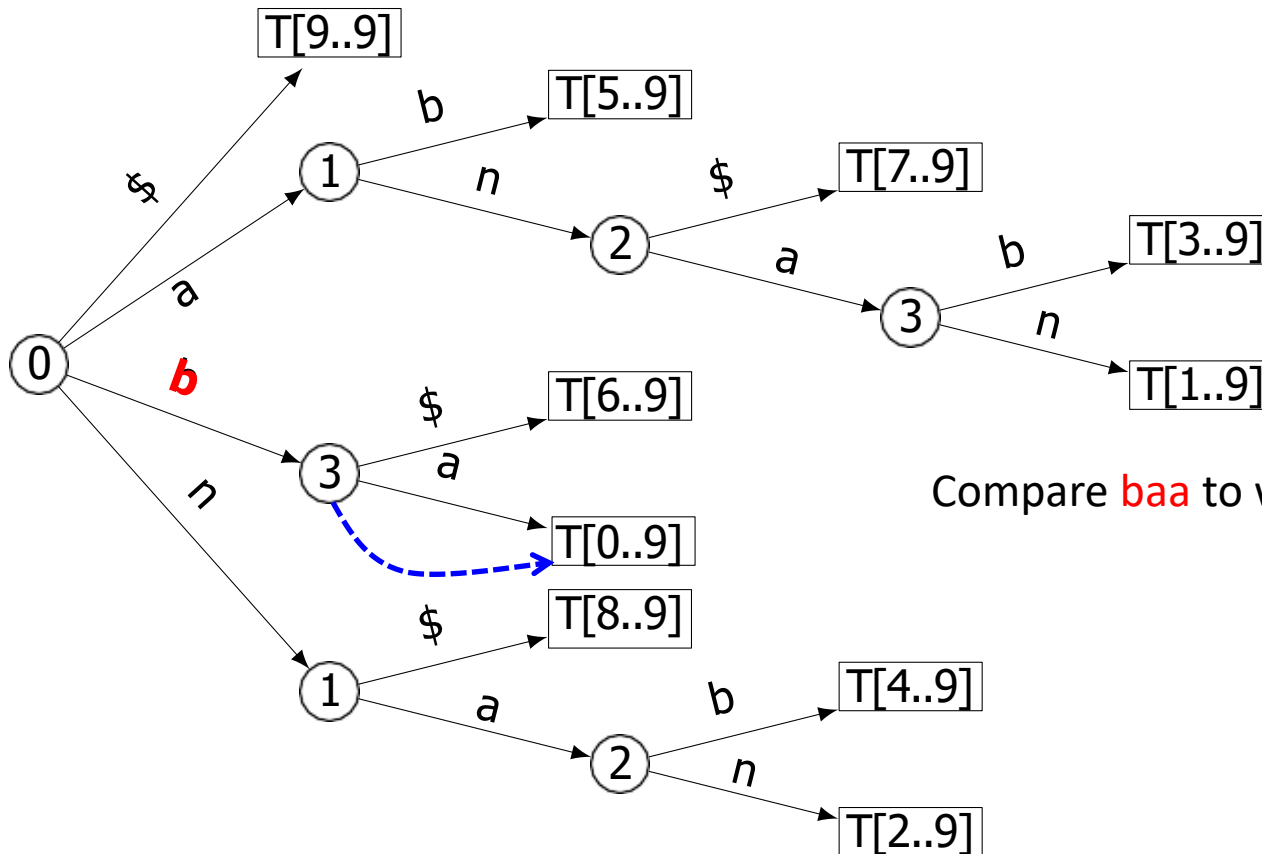 T[9..9]
b
T[5..9]
$
1
n
$
T[7..9]
2
a
b
T[3..9]
a
3
n
0
b
T[1..9]
$
T[6..9]
3
a
n
Compare baa to
T[0..9]
$
T[8..9]
1
a
b
T[4..9]
2
n
T[2..9]